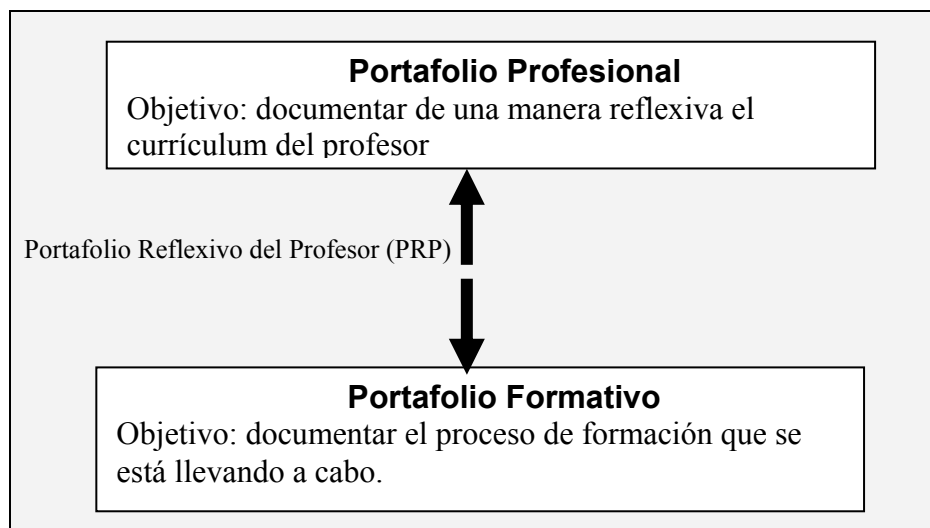 Portafolio Profesional
Objetivo: documentar de una manera reflexiva el
currículum del profesor
Portafolio Reflexivo del Profesor (PRP)
Portafolio Formativo
Objetivo: documentar el proceso de formación que se
está llevando a cabo.